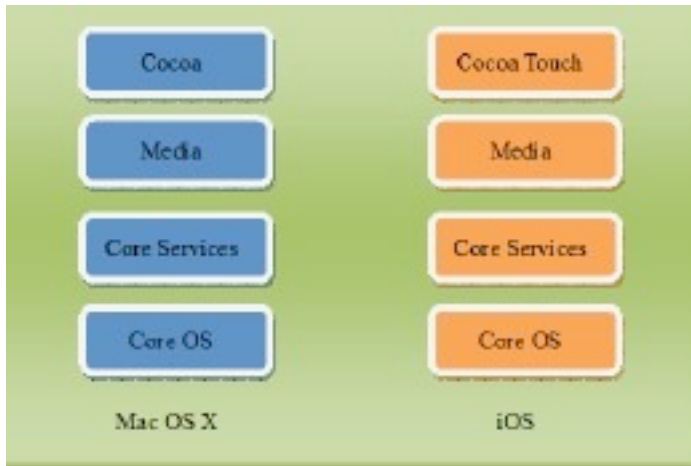 Cocoa
Media
Core Services
Core OS
Mac OS X
Cocoa Touch
Media
Core Services
Core OS
iOS